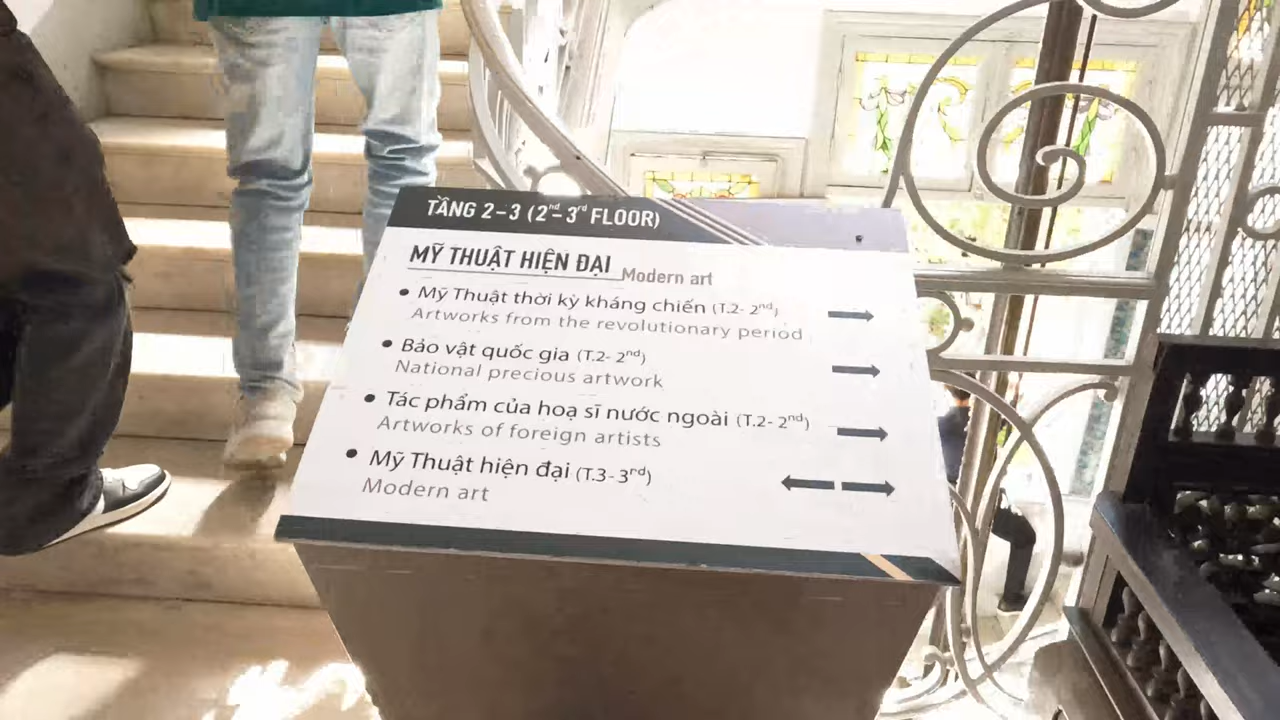 TẦNG 2-3 (2nd-3rd FLOOR)
MỸ THUẬT HIỆN ĐẠI Modern art
• Mỹ Thuật thời kỳ kháng chiến (T.2- 2nd)
Artworks from the revolutionary period
• Bảo vật quốc gia (T.2- 2nd)
National precious artwork
• Tác phẩm của hoạ sĩ nước ngoài (T.2- 2nd)
Artworks of foreign artists
• Mỹ Thuật hiện đại (T.3- 3rd)
Modern art